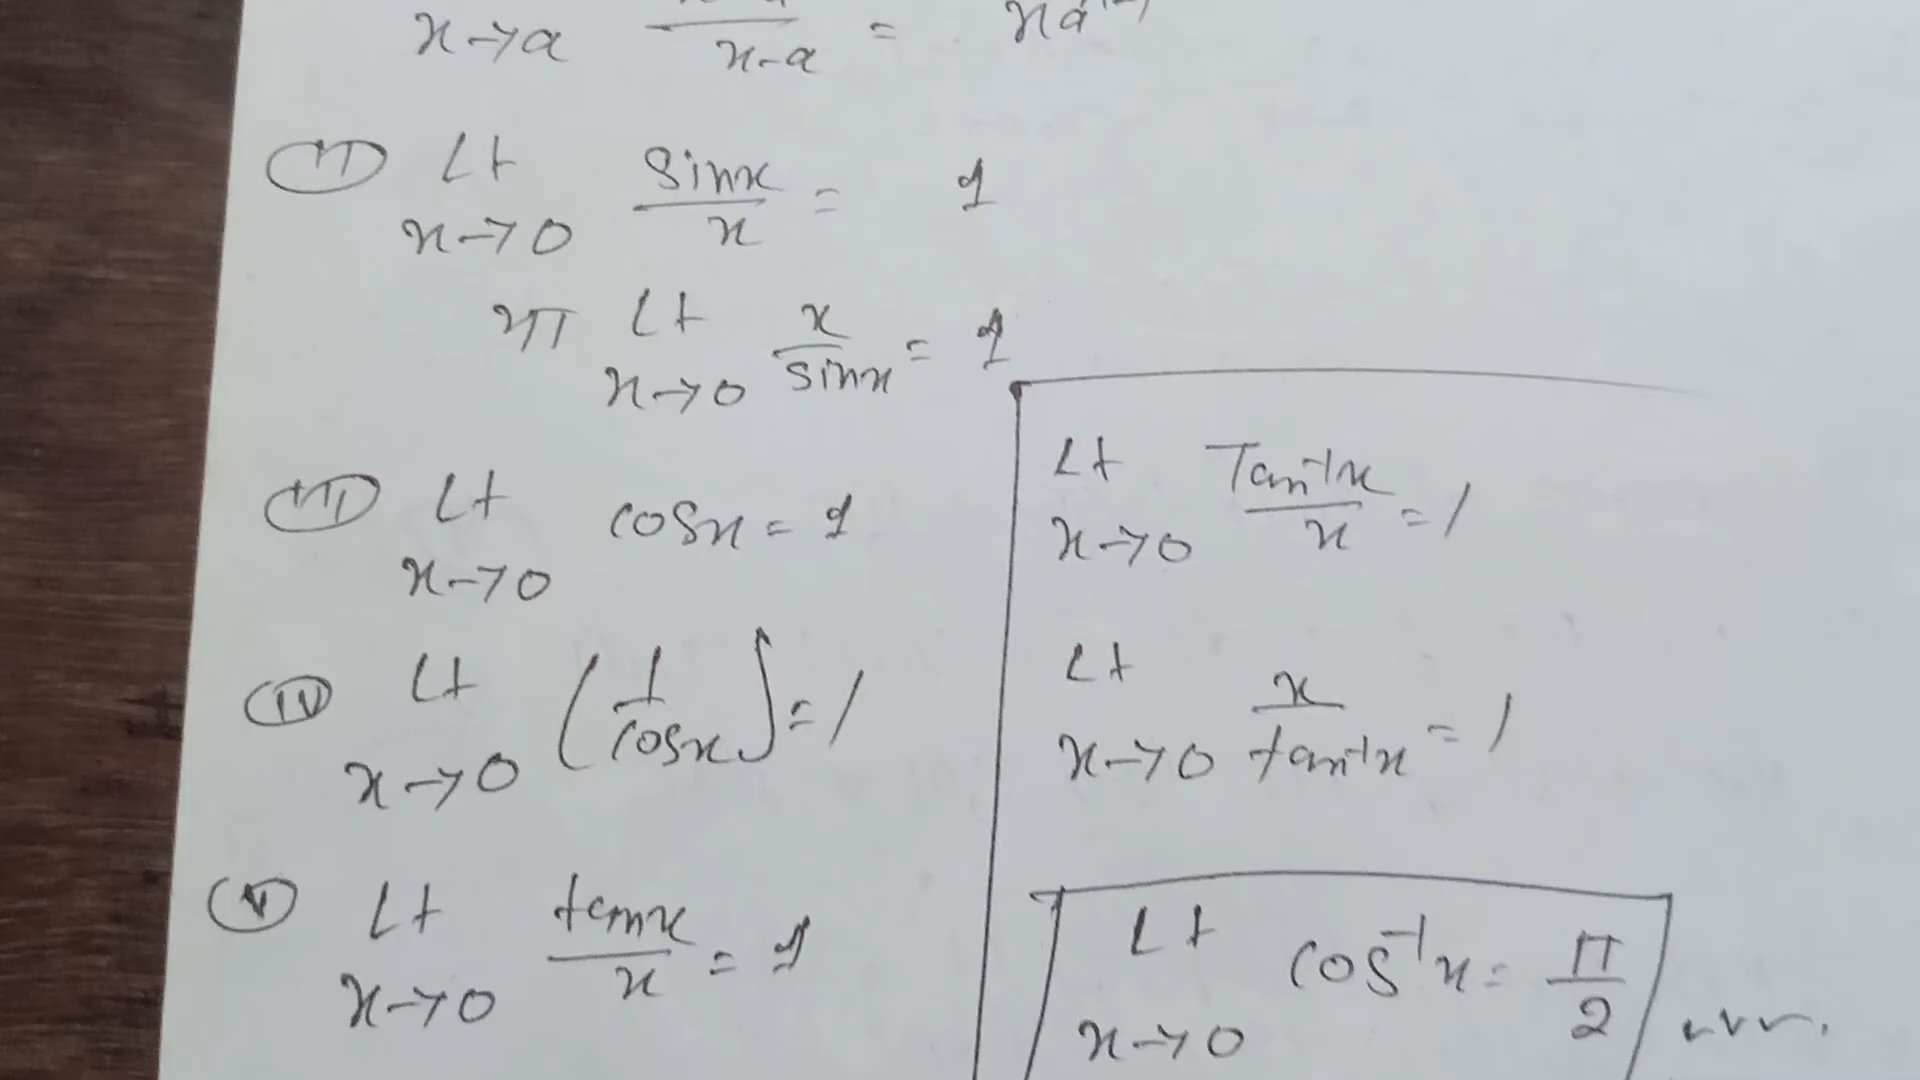 x→a x-a =
(II) Lt x→0 sinx/x = 1
या Lt x→0 x/sinx = 1
(III) Lt x→0 cosx = 1
(IV) Lt x→0 (1/cosx) = 1
(V) Lt x→0 tanx/x = 1
Lt x→0 Tan⁻¹x/x = 1
Lt x→0 x/tan⁻¹x = 1
Lt x→0 cos⁻¹x = π/2